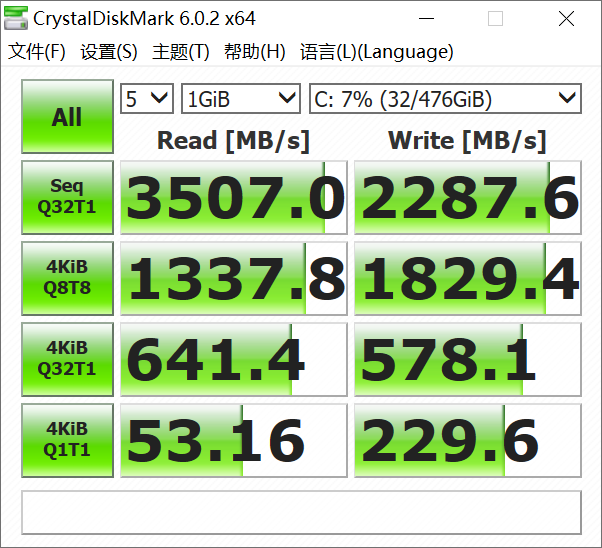 CrystalDiskMark 6.0.2 x64
文件(F) 设置(S) 主题(T) 帮助(H) 语言(L)(Language)
All 5 1GiB C: 7% (32/476GiB)
Read [MB/s] Write [MB/s]
Seq
Q32T1 3507.0 2287.6
4KiB
Q8T8 1337.8 1829.4
4KiB
Q32T1 641.4 578.1
4KiB
Q1T1 53.16 229.6